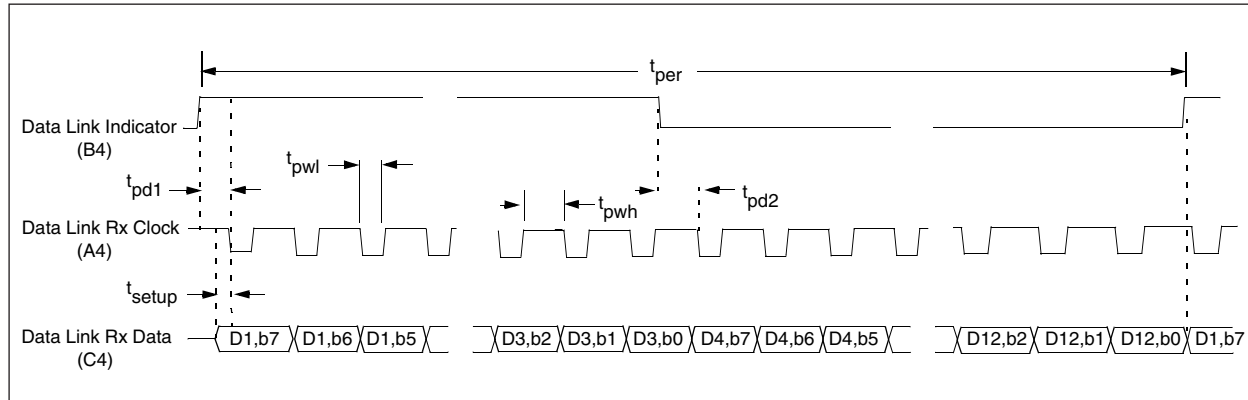 tper
Data Link Indicator
(B4)
tpwl
tpd1
tpwh
tpd2
Data Link Rx Clock
(A4)
tsetup
Data Link Rx Data
(C4)
D1,b7 D1,b6 D1,b5 D3,b2 D3,b1 D3,b0 D4,b7 D4,b6 D4,b5 D12,b2 D12,b1 D12,b0 D1,b7